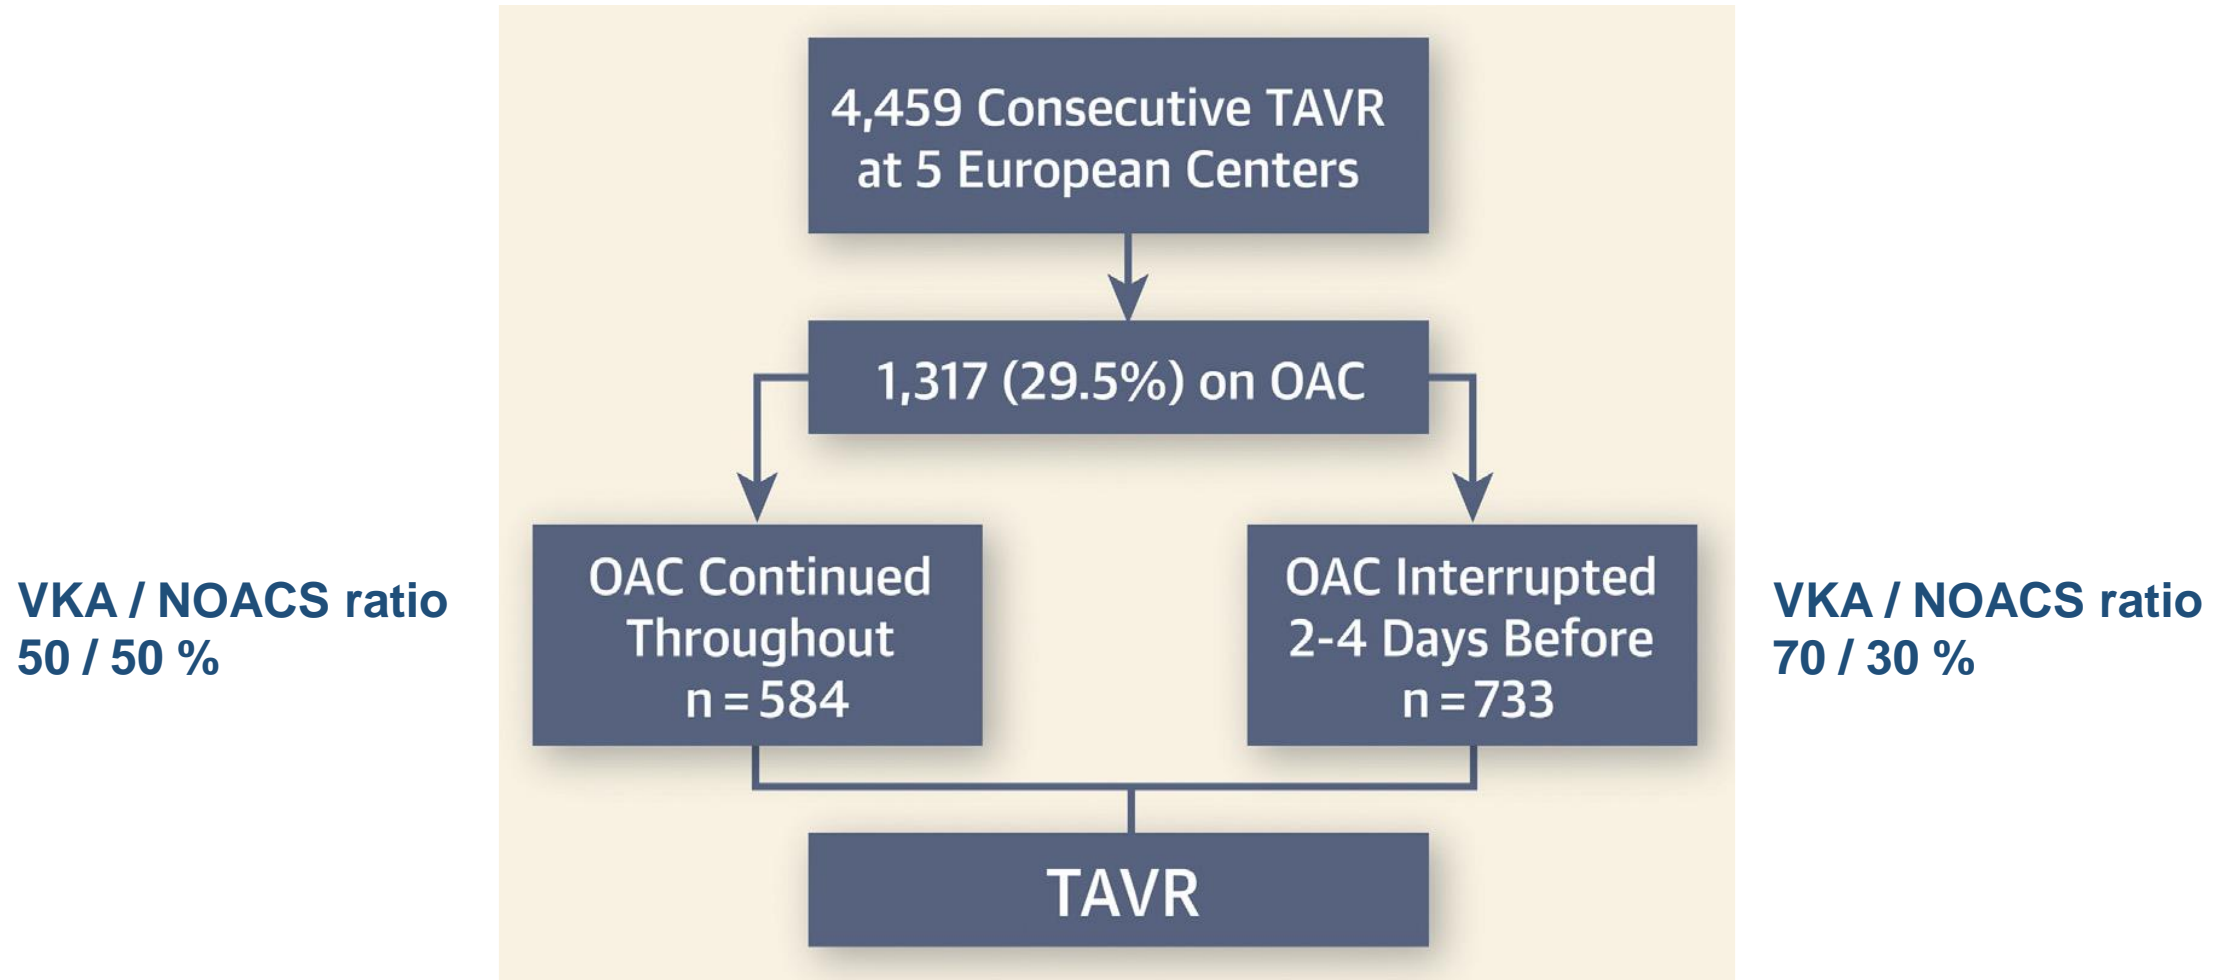 4,459 Consecutive TAVR
at 5 European Centers
1,317 (29.5%) on OAC
VKA / NOACS ratio
50 / 50 %
OAC Continued
Throughout
n = 584
OAC Interrupted
2-4 Days Before
n = 733
VKA / NOACS ratio
70 / 30 %
TAVR